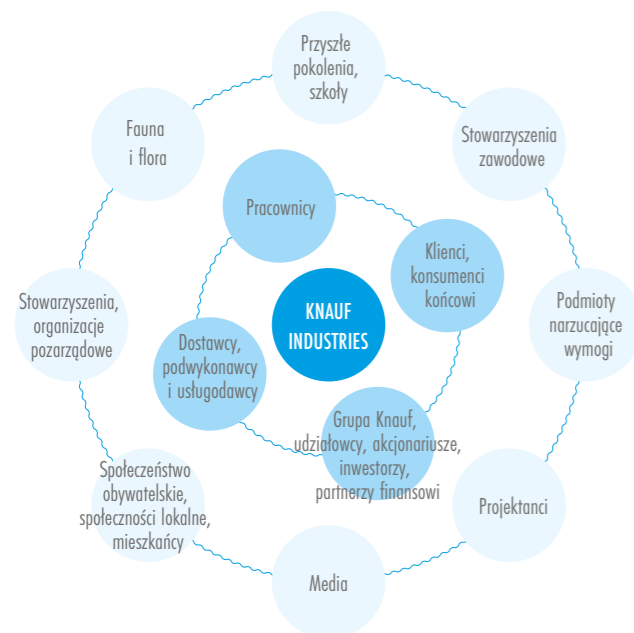 Przyszłe
pokolenia,
szkoły
Fauna
i flora
Stowarzyszenia
zawodowe
Pracownicy
Klienci,
konsumenci
końcowi
Stowarzyszenia,
organizacje
pozarządowe
KNAUF
INDUSTRIES
Podmioty
narzucające
wymogi
Dostawcy,
podwykonawcy
i usługodawcy
Grupa Knauf,
udziałowcy, akcjonariusze,
inwestorzy,
partnerzy finansowi
Społeczeństwo
obywatelskie,
społeczności lokalne,
mieszkańcy
Projektanci
Media